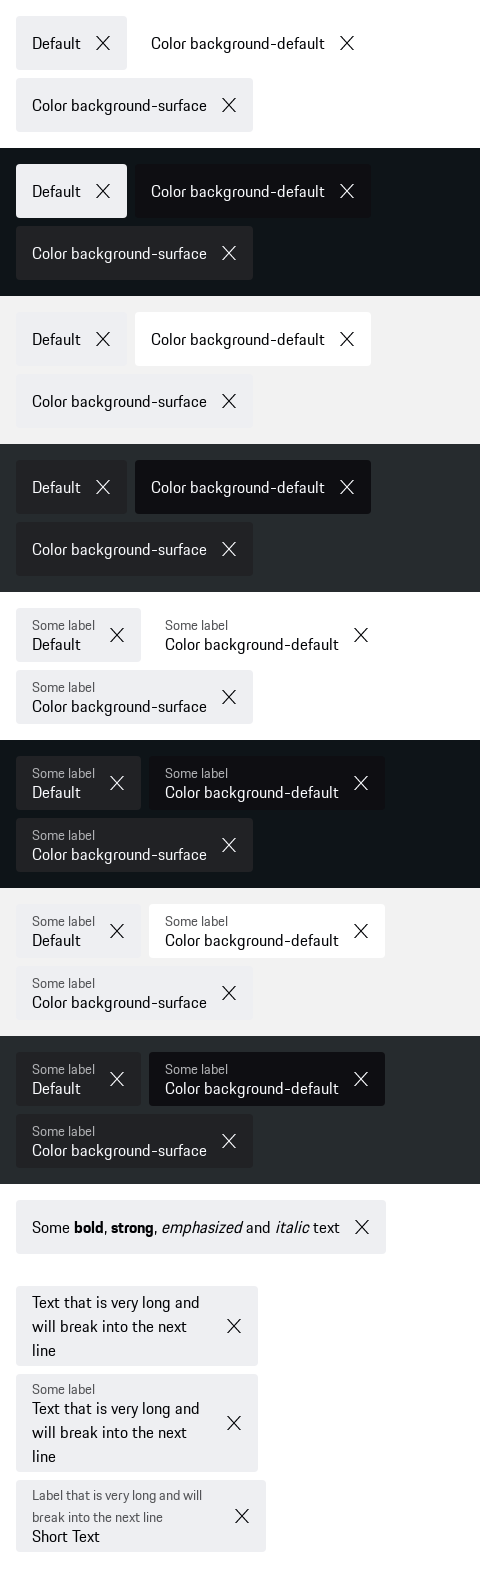 Default
Color background-default
Color background-surface
Default
Color background-default
Color background-surface
Default
Color background-default
Color background-surface
Default
Color background-default
Color background-surface
Some label
Default
Some label
Color background-default
Some label
Color background-surface
Some label
Default
Some label
Color background-default
Some label
Color background-surface
Some label
Default
Some label
Color background-default
Some label
Color background-surface
Some label
Default
Some label
Color background-default
Some label
Color background-surface
Some bold, strong, emphasized and italic text
Text that is very long and
will break into the next
line
Some label
Text that is very long and
will break into the next
line
Label that is very long and will
break into the next line
Short Text